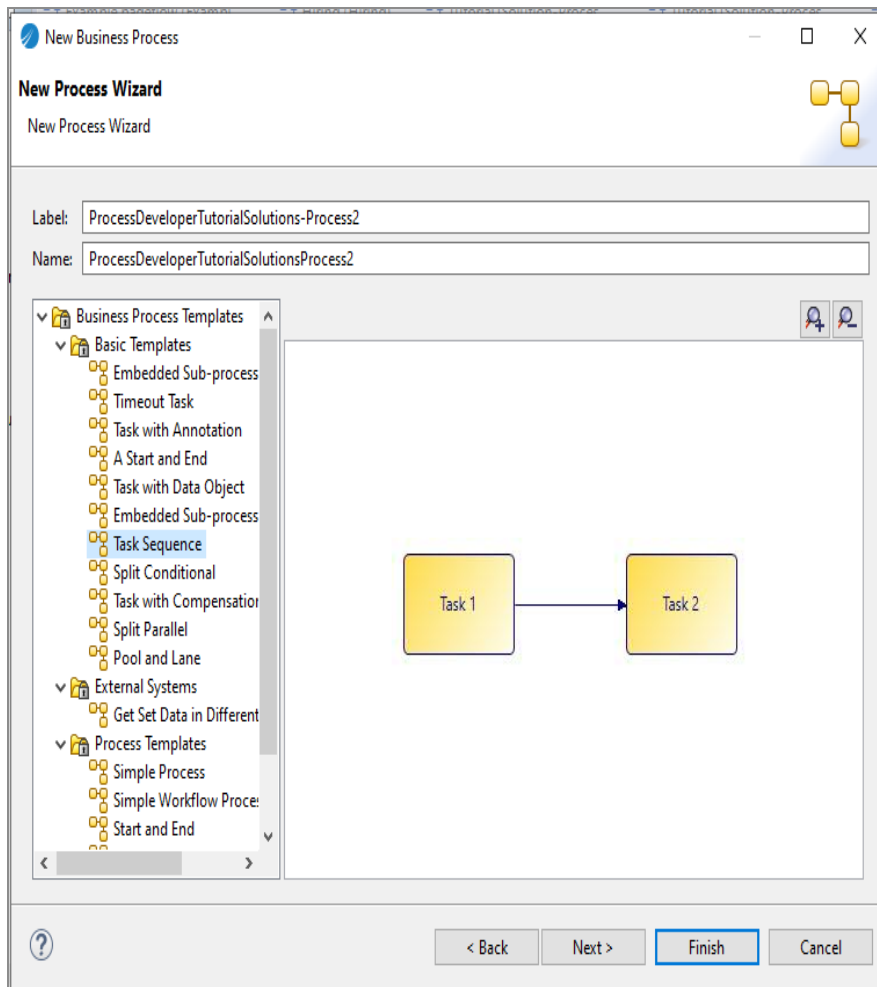 New Business Process
New Process Wizard
New Process Wizard
Label: ProcessDeveloperTutorialSolutions-Process2
Name: ProcessDeveloperTutorialSolutionsProcess2
Business Process Templates
Basic Templates
Embedded Sub-process
Timeout Task
Task with Annotation
A Start and End
Task with Data Object
Embedded Sub-process
Task Sequence
Split Conditional
Task with Compensation
Split Parallel
Pool and Lane
External Systems
Get Set Data in Different
Process Templates
Simple Process
Simple Workflow Proce
Start and End
Task 1
Task 2
< Back Next > Finish Cancel